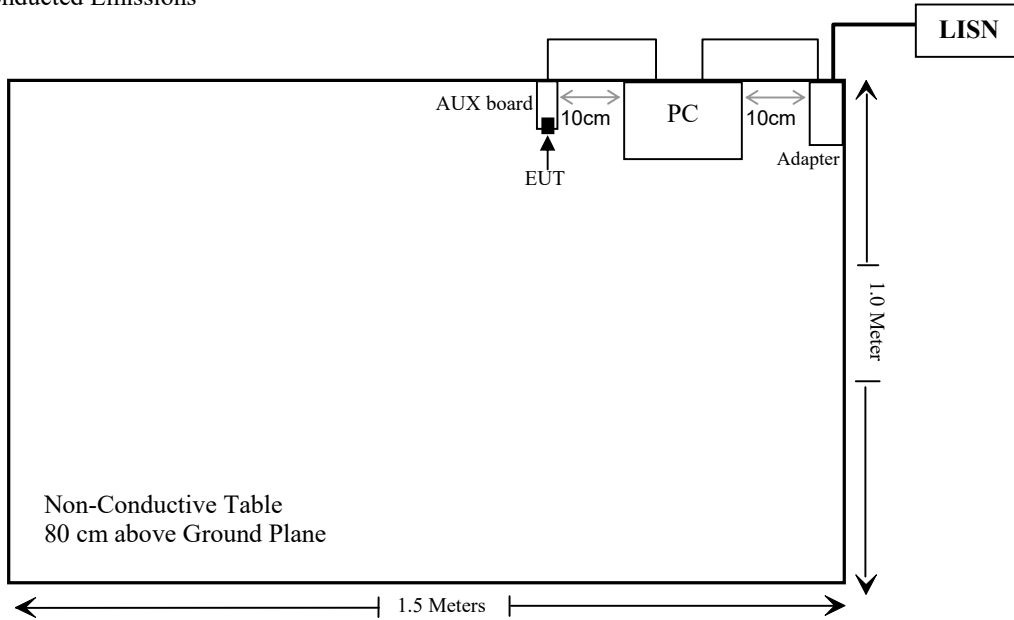 Emissions
LISN
AUX board
10cm
PC
10cm
Adapter
EUT
1.0 Meter
Non-Conductive Table
80 cm above Ground Plane
1.5 Meters